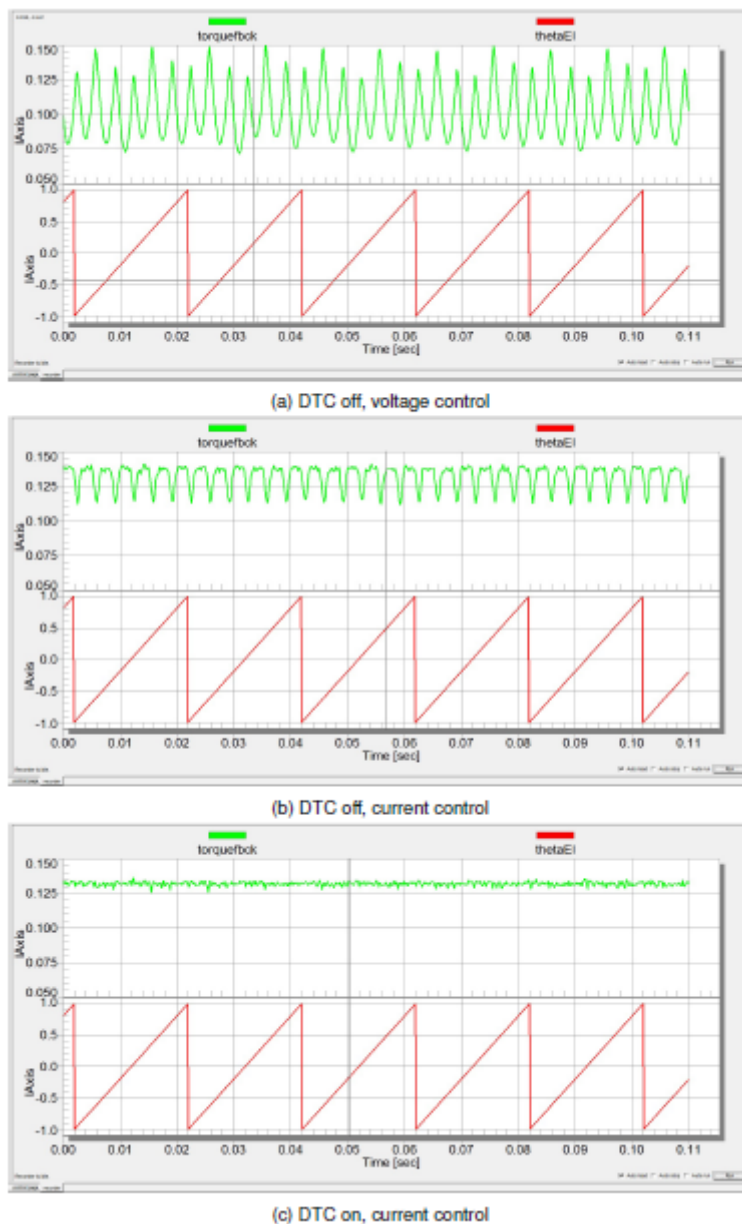 torquefbck thetaEl
0.150
0.125
IAxis
0.100
0.075
0.050
1.0
0.5
IAxis
0.0
-0.5
-1.0
0.00 0.01 0.02 0.03 0.04 0.05 0.06 0.07 0.08 0.09 0.10 0.11
Time [sec]
(a) DTC off, voltage control
torquefbck thetaEl
0.150
0.125
IAxis
0.100
0.075
0.050
1.0
0.5
IAxis
0.0
-0.5
-1.0
0.00 0.01 0.02 0.03 0.04 0.05 0.06 0.07 0.08 0.09 0.10 0.11
Time [sec]
(b) DTC off, current control
torquefbck thetaEl
0.150
0.125
IAxis
0.100
0.075
0.050
1.0
0.5
IAxis
0.0
-0.5
-1.0
0.00 0.01 0.02 0.03 0.04 0.05 0.06 0.07 0.08 0.09 0.10 0.11
Time [sec]
(c) DTC on, current control